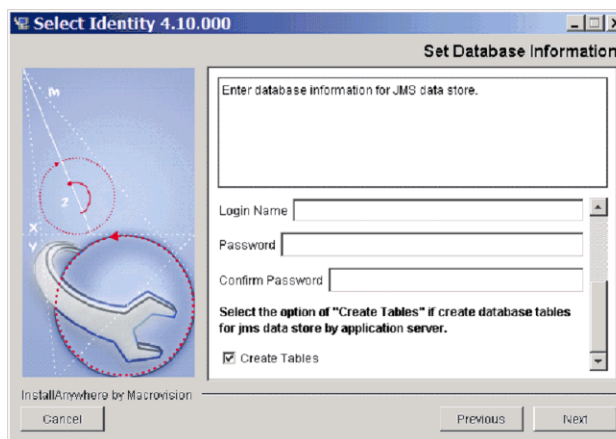 Select Identity 4.10.000
Set Database Information
M
Z
X
Y
Enter database information for JMS data store.
Login Name
Password
Confirm Password
Select the option of "Create Tables" if create database tables
for jms data store by application server.
Create Tables
InstallAnywhere by Macrovision
Cancel
Previous
Next